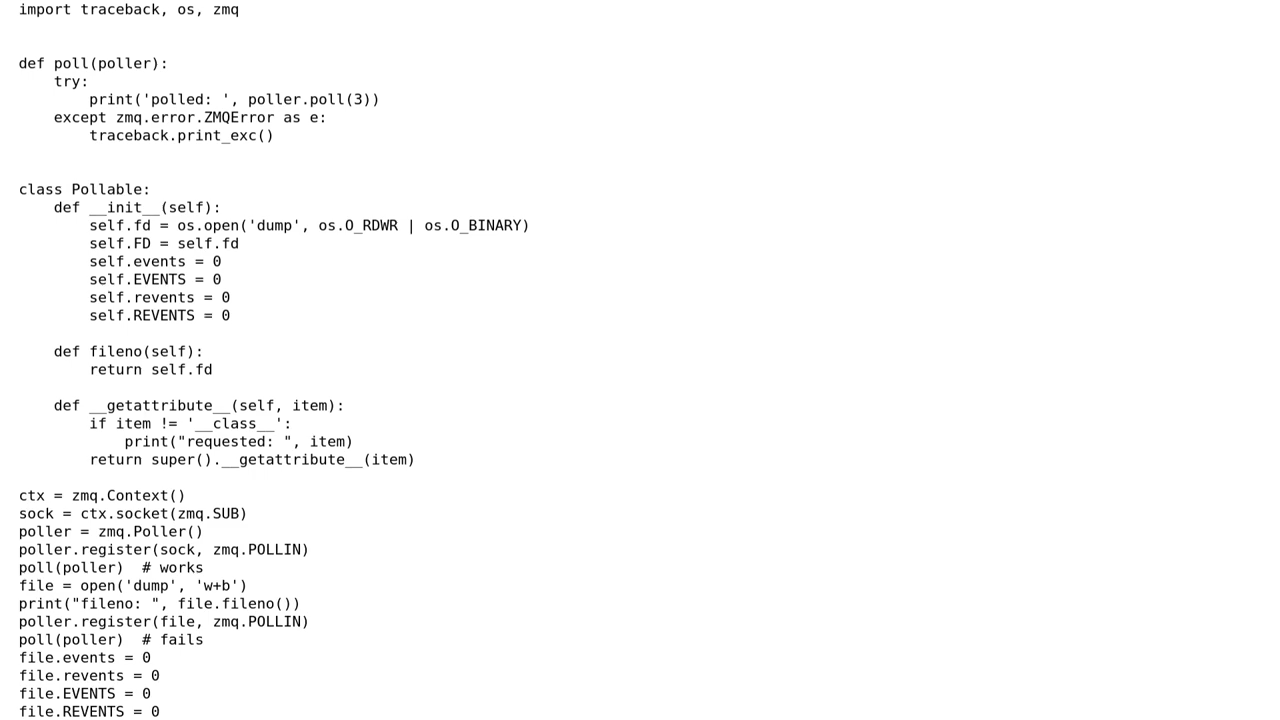 import traceback, os, zmq
def poll(poller):
    try:
        print('polled: ', poller.poll(3))
    except zmq.error.ZMQError as e:
        traceback.print_exc()
class Pollable:
    def __init__(self):
        self.fd = os.open('dump', os.O_RDWR | os.O_BINARY)
        self.FD = self.fd
        self.events = 0
        self.EVENTS = 0
        self.revents = 0
        self.REVENTS = 0
    def fileno(self):
        return self.fd
    def __getattribute__(self, item):
        if item != '__class__':
            print("requested: ", item)
        return super().__getattribute__(item)
ctx = zmq.Context()
sock = ctx.socket(zmq.SUB)
poller = zmq.Poller()
poller.register(sock, zmq.POLLIN)
poll(poller)  # works
file = open('dump', 'w+b')
print("fileno: ", file.fileno())
poller.register(file, zmq.POLLIN)
poll(poller)  # fails
file.events = 0
file.revents = 0
file.EVENTS = 0
file.REVENTS = 0